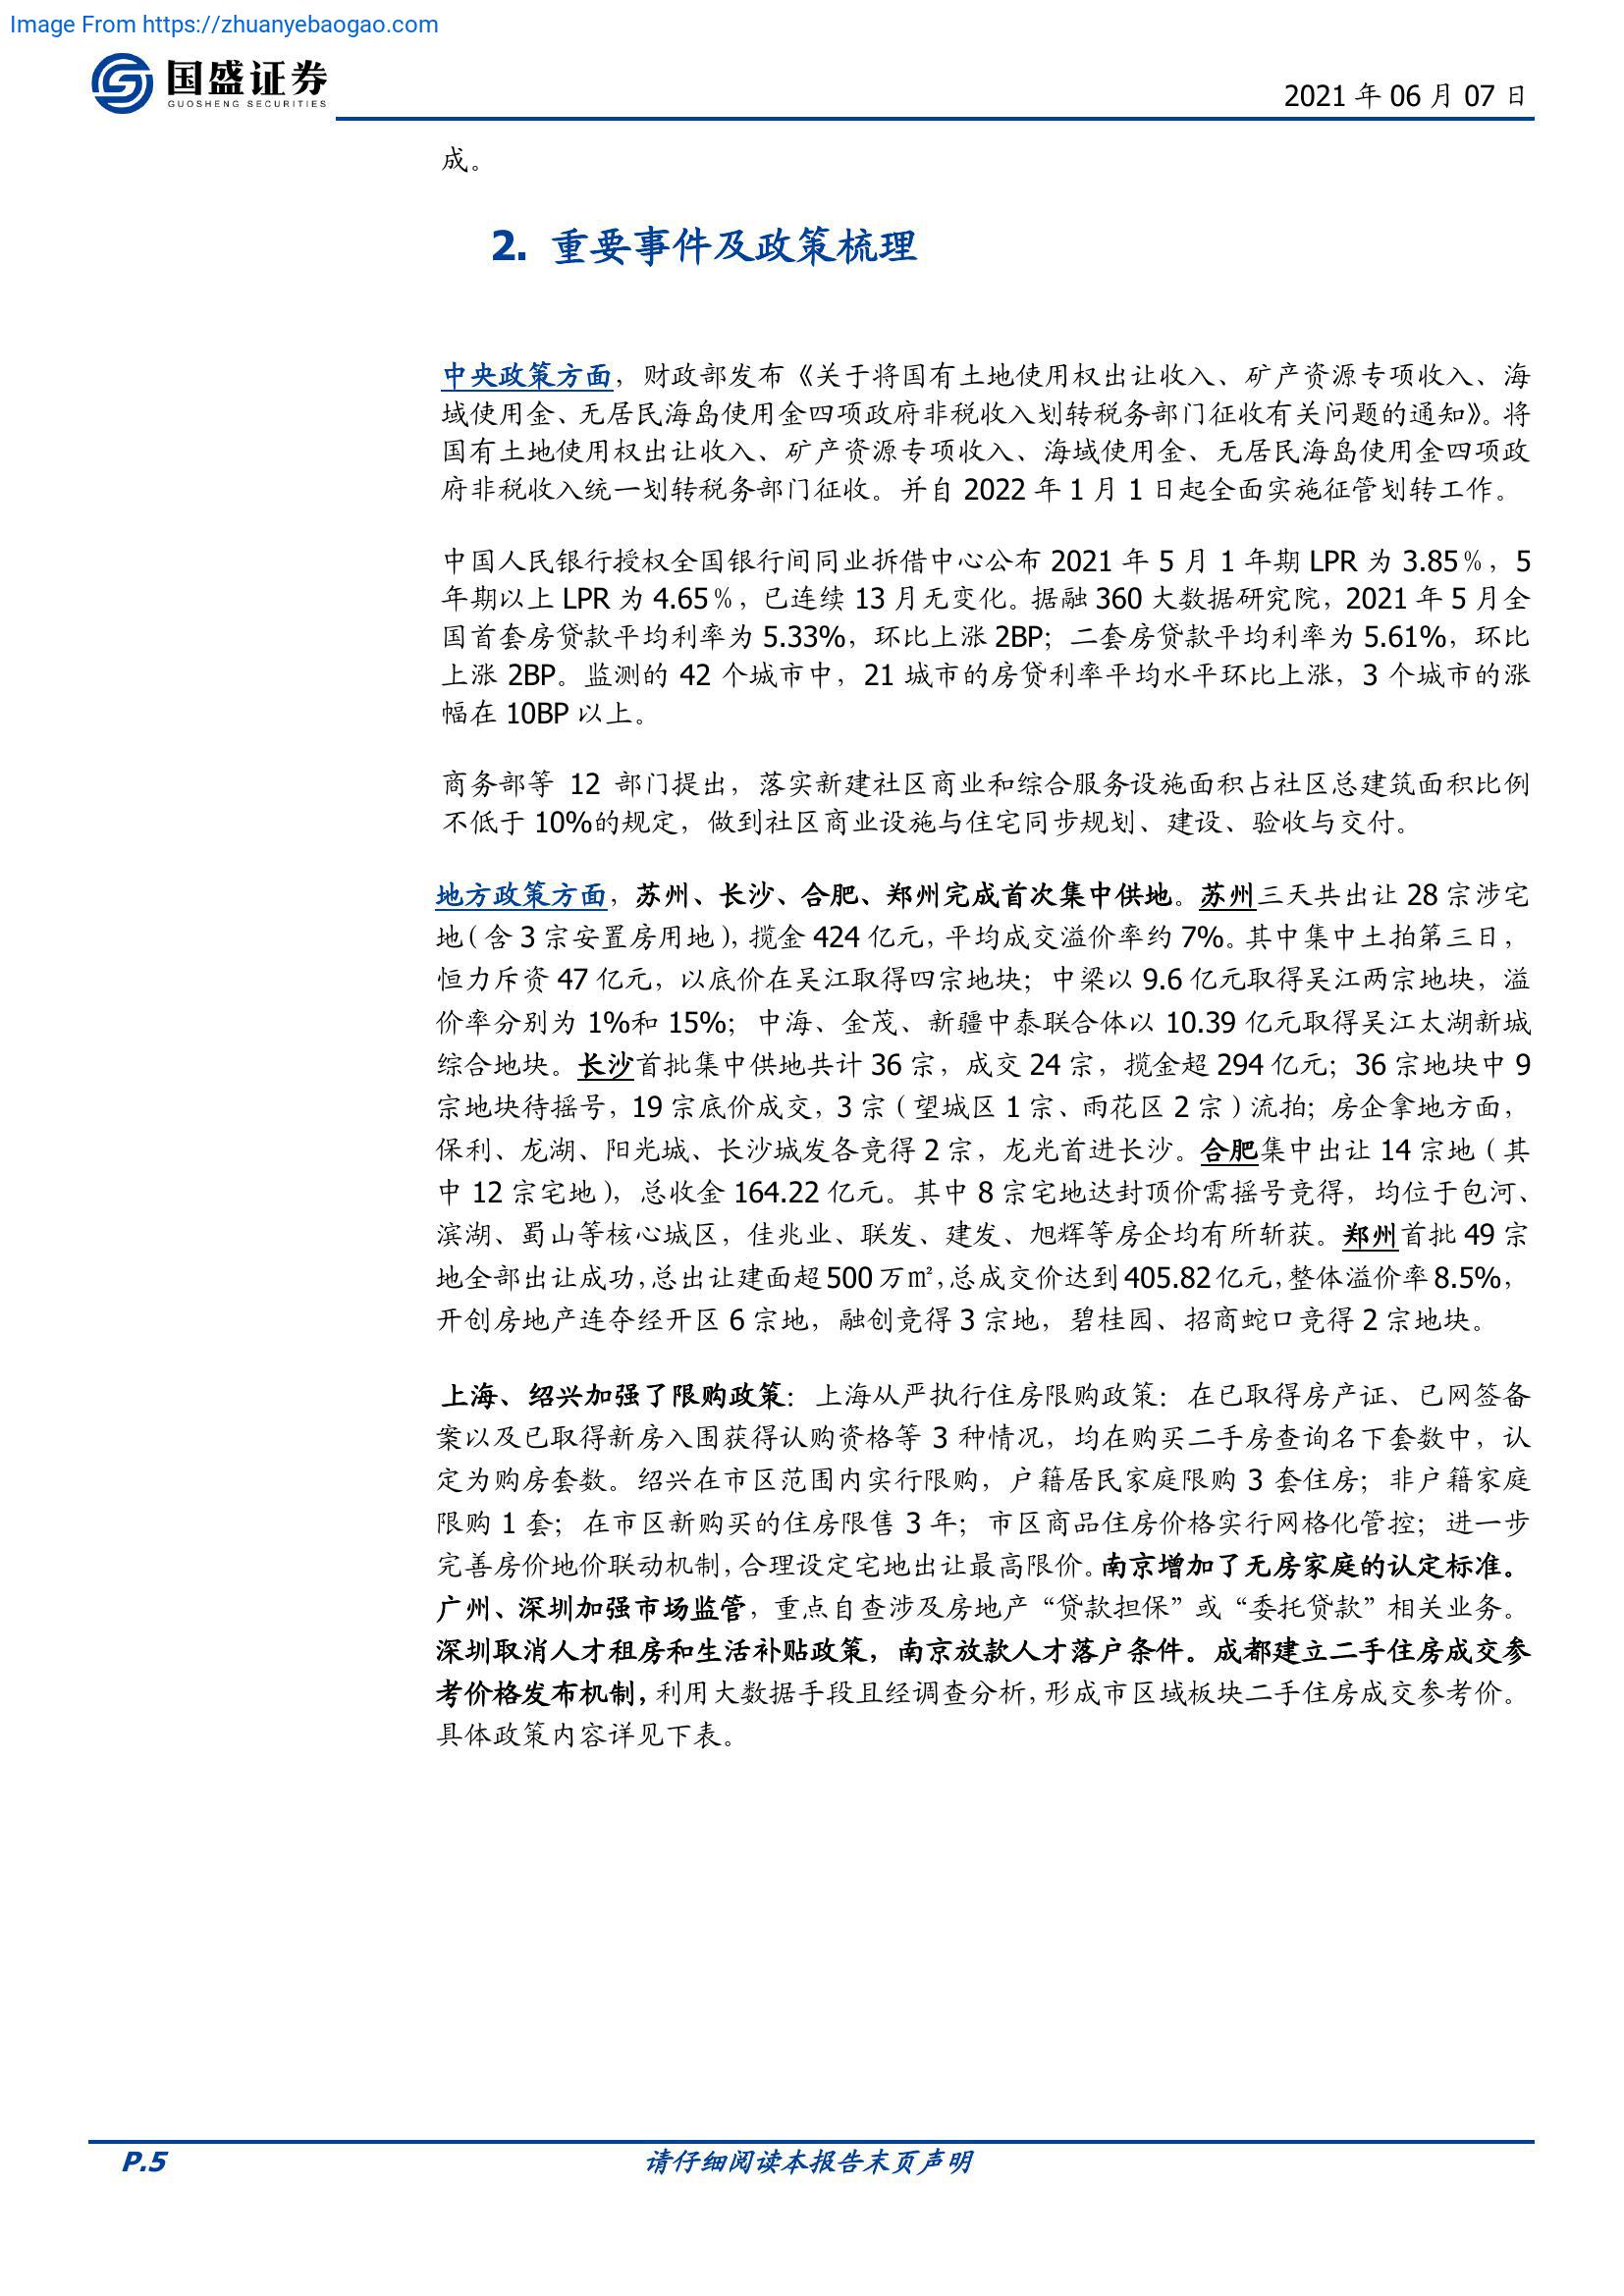 Image From https://zhuanyebaogao.com
国盛证券
GUOSHENG SECURITIES
2021 年 06 月 07 日
成。
2. 重要事件及政策梳理
中央政策方面，财政部发布《关于将国有土地使用权出让收入、矿产资源专项收入、海
域使用金、无居民海岛使用金四项政府非税收入划转税务部门征收有关问题的通知》。将
国有土地使用权出让收入、矿产资源专项收入、海域使用金、无居民海岛使用金四项政
府非税收入统一划转税务部门征收。并自 2022 年 1 月 1 日起全面实施征管划转工作。
中国人民银行授权全国银行间同业拆借中心公布 2021 年 5 月 1 年期 LPR 为 3.85％，5
年期以上 LPR 为 4.65％，已连续 13 月无变化。据融 360 大数据研究院，2021 年 5 月全
国首套房贷款平均利率为 5.33%，环比上涨 2BP；二套房贷款平均利率为 5.61%，环比
上涨 2BP。监测的 42 个城市中，21 城市的房贷利率平均水平环比上涨，3 个城市的涨
幅在 10BP 以上。
商务部等 12 部门提出，落实新建社区商业和综合服务设施面积占社区总建筑面积比例
不低于 10%的规定，做到社区商业设施与住宅同步规划、建设、验收与交付。
地方政策方面，苏州、长沙、合肥、郑州完成首次集中供地。苏州三天共出让 28 宗涉宅
地（含 3 宗安置房用地），揽金 424 亿元，平均成交溢价率约 7%。其中集中土拍第三日，
恒力斥资 47 亿元，以底价在吴江取得四宗地块；中梁以 9.6 亿元取得吴江两宗地块，溢
价率分别为 1%和 15%；中海、金茂、新疆中泰联合体以 10.39 亿元取得吴江太湖新城
综合地块。长沙首批集中供地共计 36 宗，成交 24 宗，揽金超 294 亿元；36 宗地块中 9
宗地块待摇号，19 宗底价成交，3 宗（望城区 1 宗、雨花区 2 宗）流拍；房企拿地方面，
保利、龙湖、阳光城、长沙城发各竞得 2 宗，龙光首进长沙。合肥集中出让 14 宗地（其
中 12 宗宅地），总收金 164.22 亿元。其中 8 宗宅地达封顶价需摇号竞得，均位于包河、
滨湖、蜀山等核心城区，佳兆业、联发、建发、旭辉等房企均有所斩获。郑州首批 49 宗
地全部出让成功，总出让建面超 500 万㎡，总成交价达到 405.82 亿元，整体溢价率 8.5%，
开创房地产连夺经开区 6 宗地，融创竞得 3 宗地，碧桂园、招商蛇口竞得 2 宗地块。
上海、绍兴加强了限购政策：上海从严执行住房限购政策：在已取得房产证、已网签备
案以及已取得新房入围获得认购资格等 3 种情况，均在购买二手房查询名下套数中，认
定为购房套数。绍兴在市区范围内实行限购，户籍居民家庭限购 3 套住房；非户籍家庭
限购 1 套；在市区新购买的住房限售 3 年；市区商品住房价格实行网格化管控；进一步
完善房价地价联动机制，合理设定宅地出让最高限价。南京增加了无房家庭的认定标准。
广州、深圳加强市场监管，重点自查涉及房地产“贷款担保”或“委托贷款”相关业务。
深圳取消人才租房和生活补贴政策，南京放款人才落户条件。成都建立二手住房成交参
考价格发布机制，利用大数据手段且经调查分析，形成市区域板块二手住房成交参考价。
具体政策内容详见下表。
P.5
请仔细阅读本报告末页声明